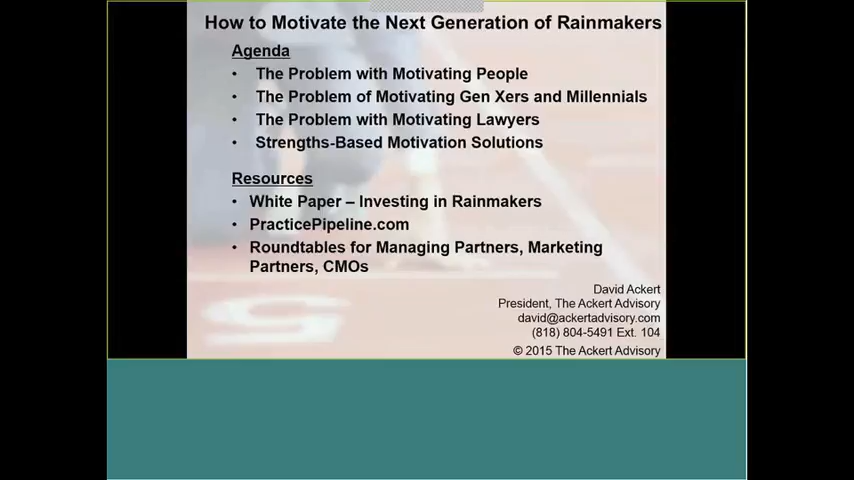 How to Motivate the Next Generation of Rainmakers
Agenda
• The Problem with Motivating People
• The Problem of Motivating Gen Xers and Millennials
• The Problem with Motivating Lawyers
• Strengths-Based Motivation Solutions
Resources
• White Paper – Investing in Rainmakers
• PracticePipeline.com
• Roundtables for Managing Partners, Marketing
Partners, CMOs
David Ackert
President, The Ackert Advisory
david@ackertadvisory.com
(818) 804-5491 Ext. 104
© 2015 The Ackert Advisory
5